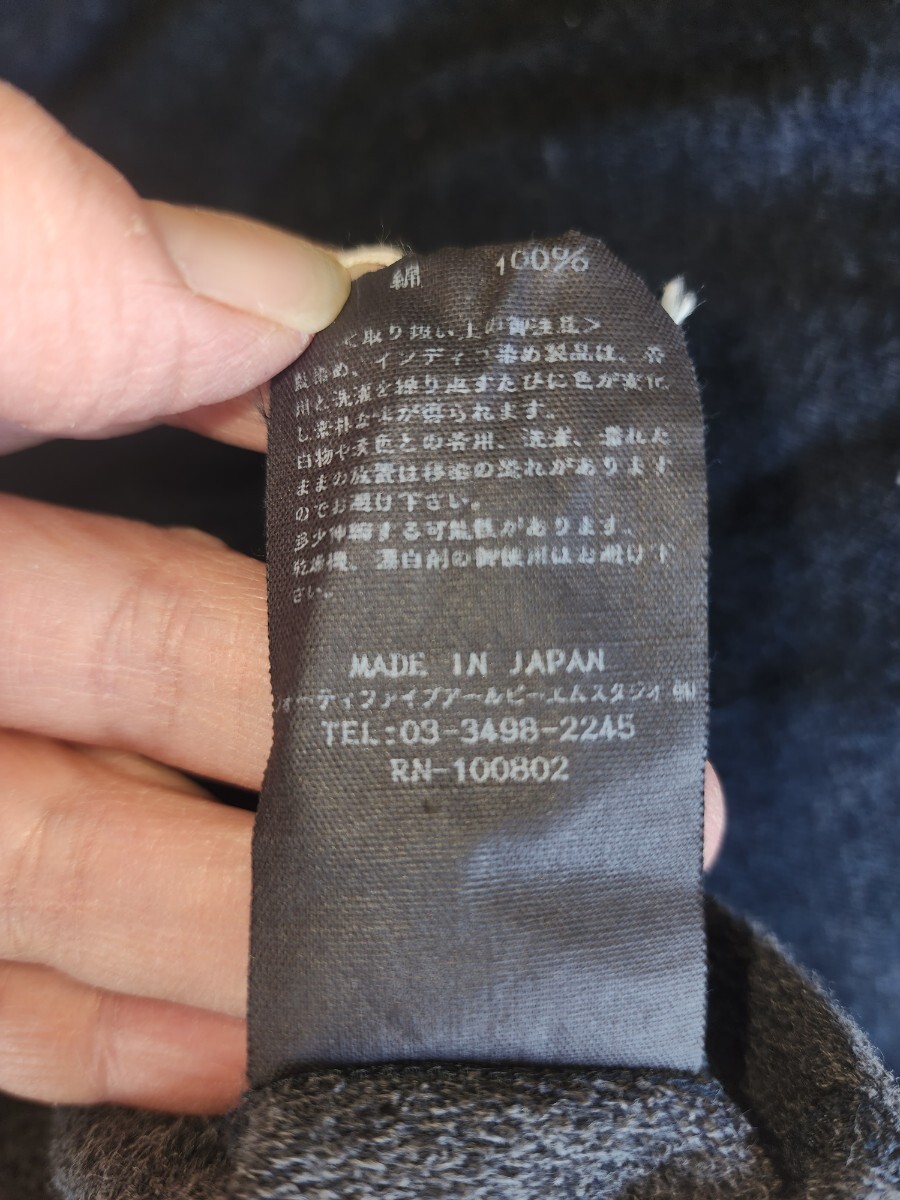 綿 100%
取り扱い上の御注意>
染め、インディゴ染め製品は、着
用と洗濯を繰り返すたびに色が変化
し素朴な が得られます。
白物や淡色との着用、洗濯、濡れた
ままの放置は移染の恐れがあります
のでお避け下さい。
多少伸縮する可能性があります。
乾燥機、漂白剤の御使用はお避け下
さい。
MADE IN JAPAN
ォーティファイブアールピーエムスタジオ ㈱
TEL:03-3498-2245
RN-100802